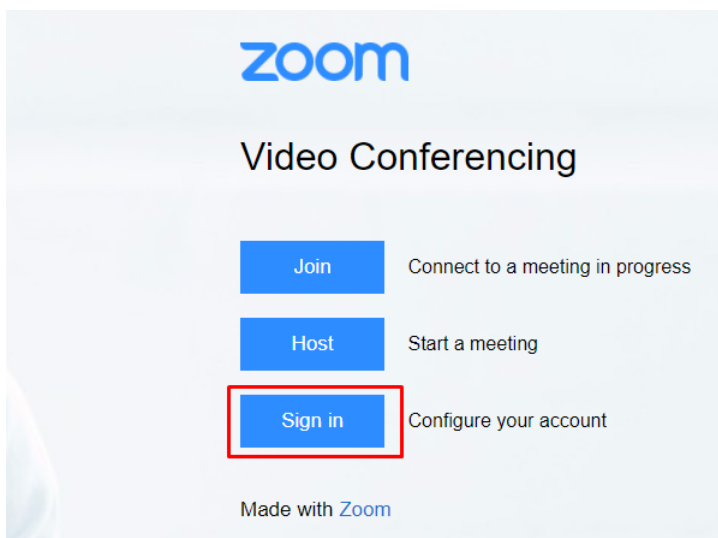 zoom
Video Conferencing
Join Connect to a meeting in progress
Host Start a meeting
Sign in Configure your account
Made with Zoom